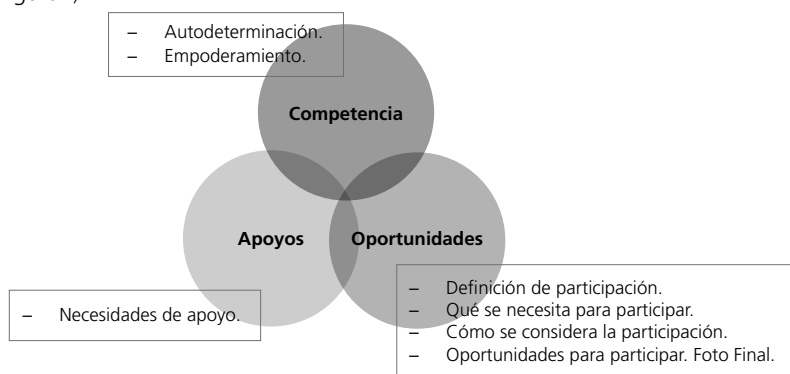 – Autodeterminación.
– Empoderamiento.
Competencia
Apoyos
Oportunidades
– Necesidades de apoyo.
– Definición de participación.
– Qué se necesita para participar.
– Cómo se considera la participación.
– Oportunidades para participar. Foto Final.